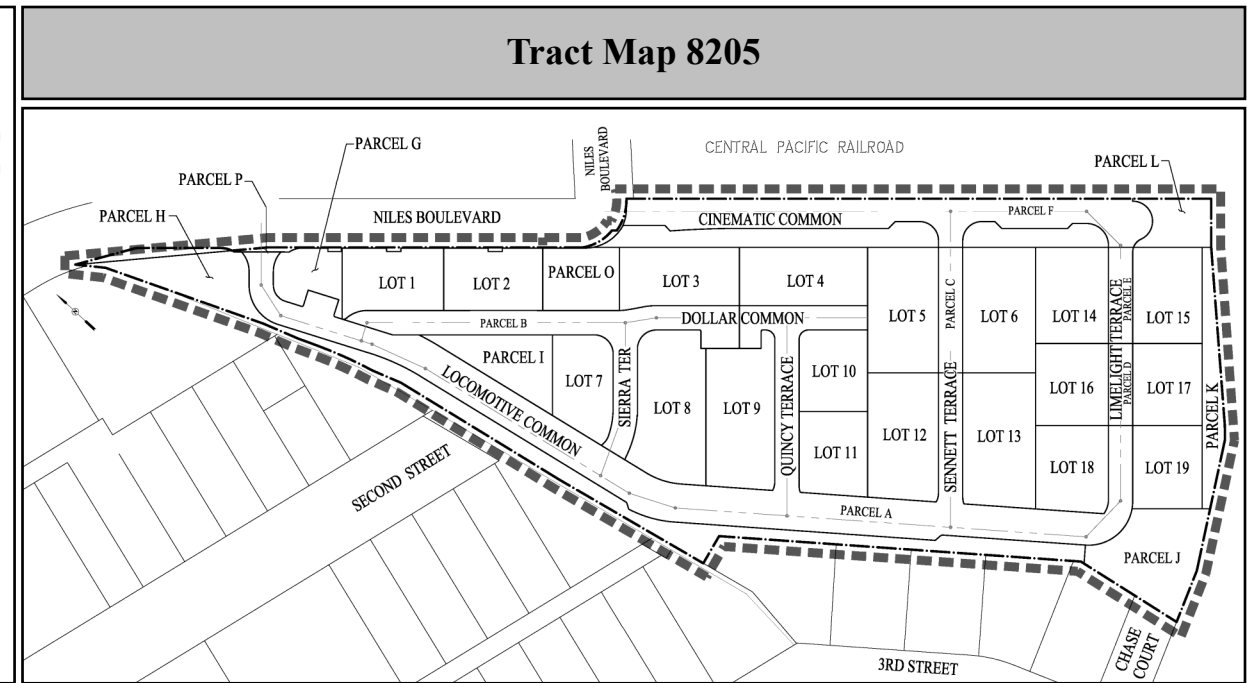 Tract Map 8205
NILES
BOULEVARD
CENTRAL PACIFIC RAILROAD
PARCEL G
PARCEL L
PARCEL P
PARCEL H
NILES BOULEVARD
CINEMATIC COMMON
PARCEL F
LOT 1
LOT 2
PARCEL O
LOT 3
LOT 4
LOT 5
PARCEL C
LOT 6
LOT 14
LIMELIGHT TERRACE
PARCEL E
LOT 15
PARCEL B
DOLLAR COMMON
PARCEL I
LOT 7
SIERRA TER
LOT 8
LOT 9
QUINCY TERRACE
LOT 10
LOT 16
PARCEL D
LOT 17
PARCEL K
LOCOMOTIVE COMMON
LOT 11
LOT 12
SENNETT TERRACE
LOT 13
LOT 18
LOT 19
SECOND STREET
PARCEL A
PARCEL J
3RD STREET
CHASE
COURT